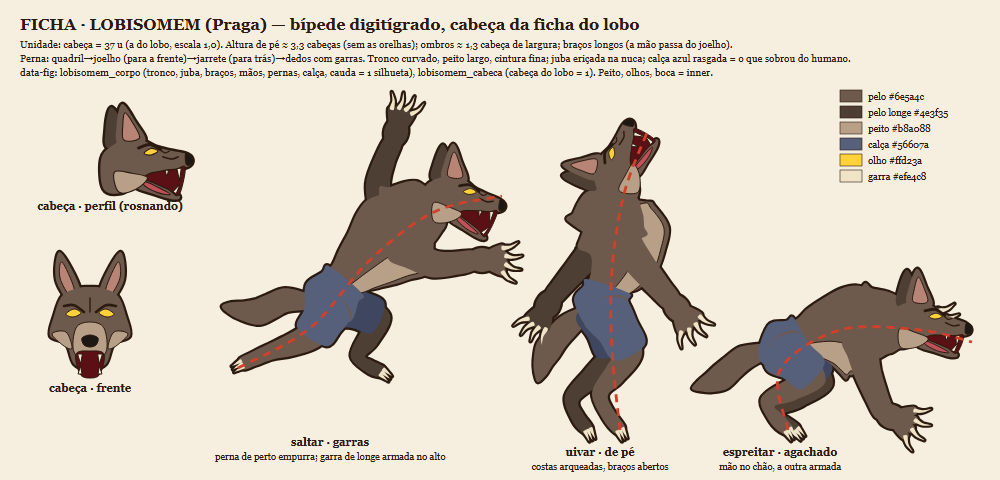 FICHA · LOBISOMEM (Praga) — bípede digitígrado, cabeça da ficha do lobo
Unidade: cabeça = 37 u (a do lobo, escala 1,0). Altura de pé ≈ 3,3 cabeças (sem as orelhas); ombros ≈ 1,3 cabeça de largura; braços longos (a mão passa do joelho).
Perna: quadril→joelho (para a frente)→jarrete (para trás)→dedos com garras. Tronco curvado, peito largo, cintura fina; juba eriçada na nuca; calça azul rasgada = o que sobrou do humano.
data-fig: lobisomem_corpo (tronco, juba, braços, mãos, pernas, calça, cauda = 1 silhueta), lobisomem_cabeca (cabeça do lobo = 1). Peito, olhos, boca = inner.
pelo #6e5a4c
pelo longe #4e3f35
peito #b8a088
calça #56607a
olho #ffd23a
garra #efe4c8
cabeça · perfil (rosnando)
cabeça · frente
saltar · garras
perna de perto empurra; garra de longe armada no alto
uivar · de pé
costas arqueadas, braços abertos
espreitar · agachado
mão no chão, a outra armada